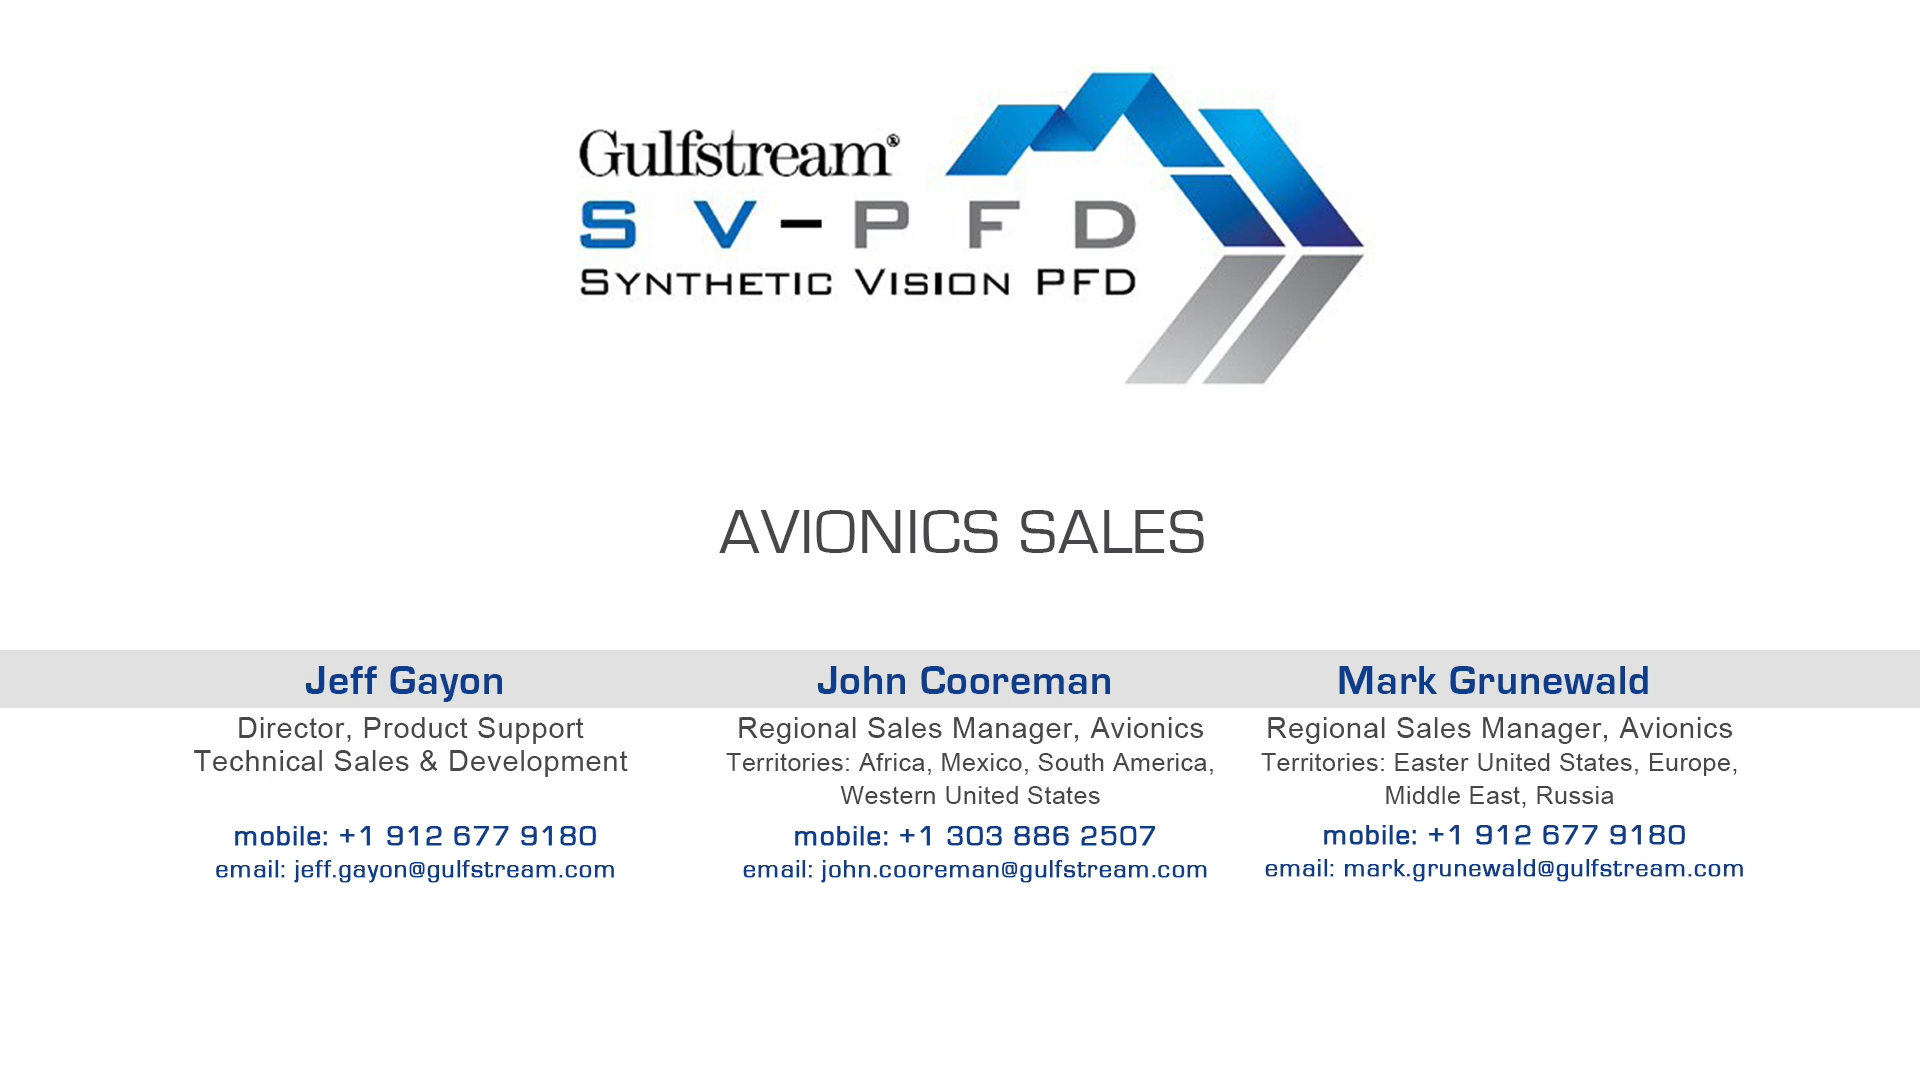 Gulfstream®
SV-PFD
SYNTHETIC VISION PFD
AVIONICS SALES
Jeff Gayon
Director, Product Support
Technical Sales & Development
mobile: +1 912 677 9180
email: jeff.gayon@gulfstream.com
John Cooreman
Regional Sales Manager, Avionics
Territories: Africa, Mexico, South America,
Western United States
mobile: +1 303 886 2507
email: john.cooreman@gulfstream.com
Mark Grunewald
Regional Sales Manager, Avionics
Territories: Easter United States, Europe,
Middle East, Russia
mobile: +1 912 677 9180
email: mark.grunewald@gulfstream.com